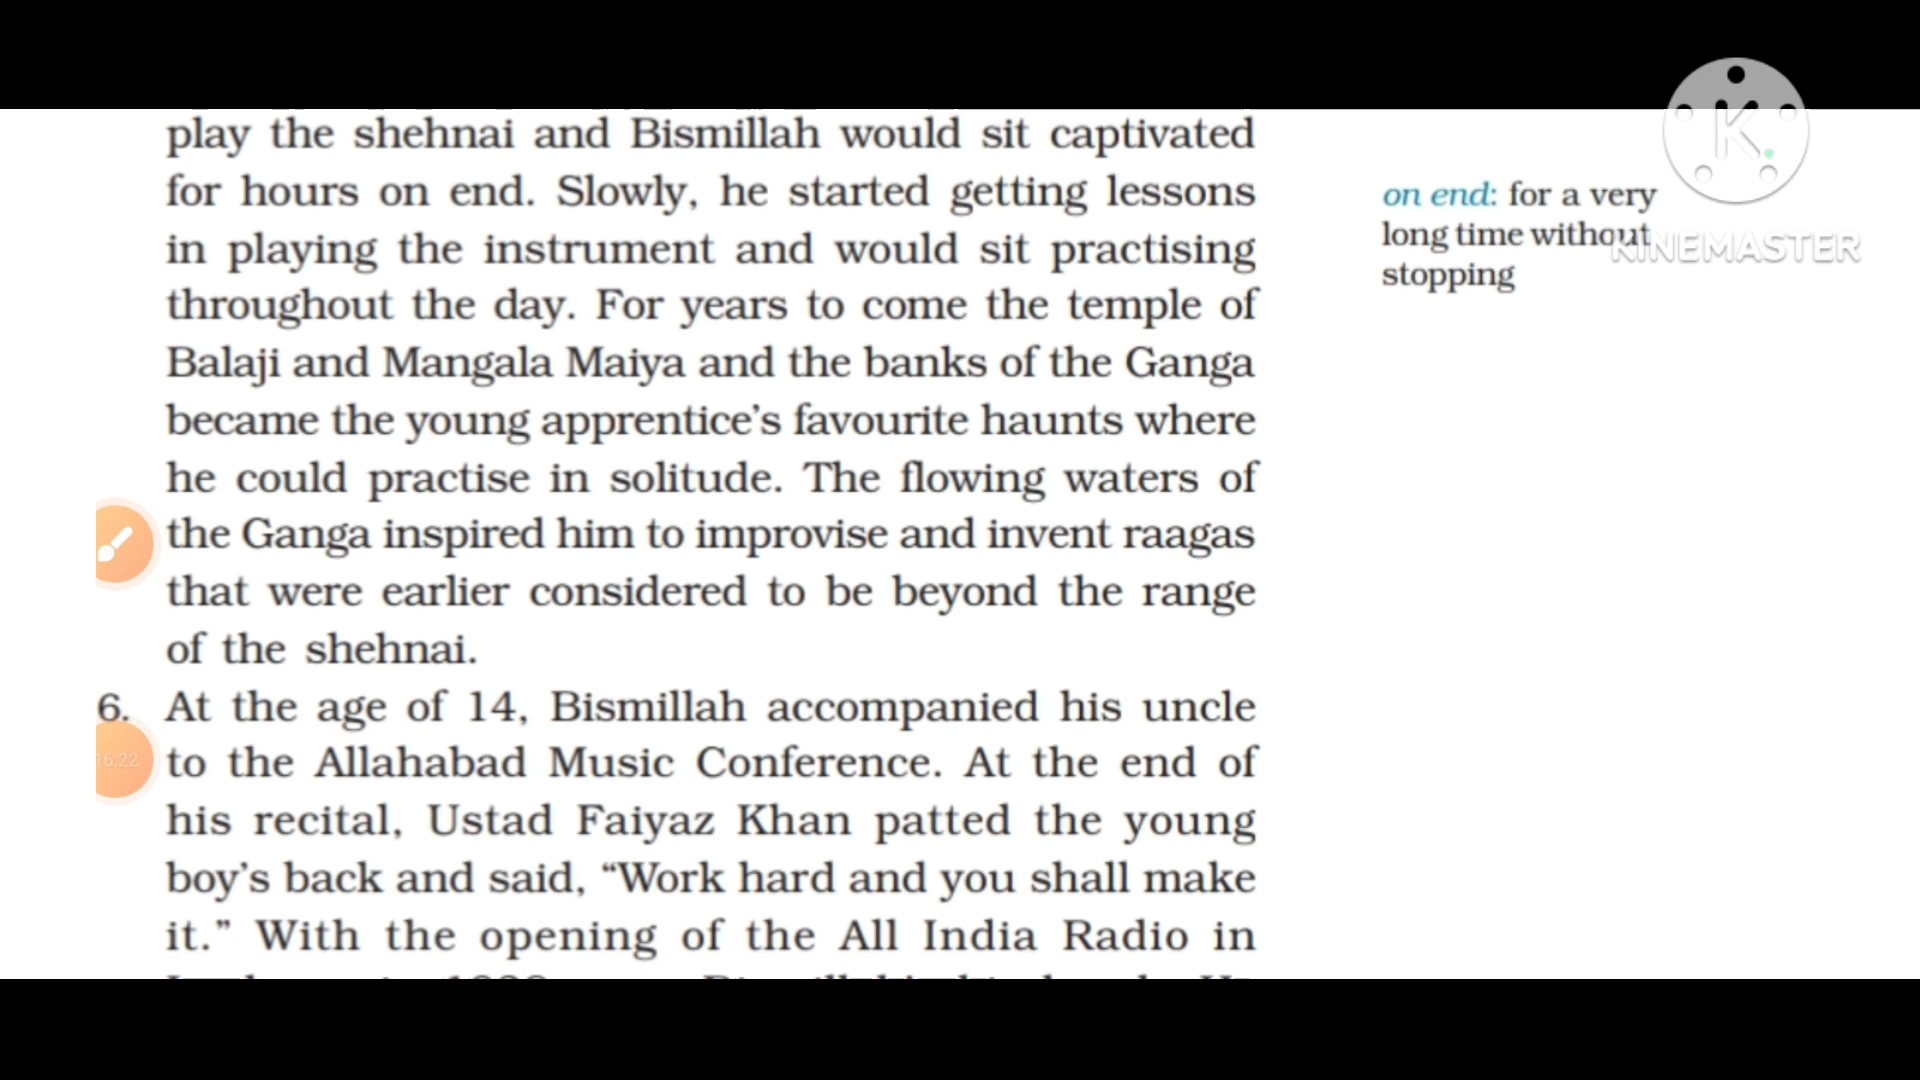 play the shehnai and Bismillah would sit captivated
for hours on end. Slowly, he started getting lessons
in playing the instrument and would sit practising
throughout the day. For years to come the temple of
Balaji and Mangala Maiya and the banks of the Ganga
became the young apprentice’s favourite haunts where
he could practise in solitude. The flowing waters of
the Ganga inspired him to improvise and invent raagas
that were earlier considered to be beyond the range
of the shehnai.
6. At the age of 14, Bismillah accompanied his uncle
to the Allahabad Music Conference. At the end of
his recital, Ustad Faiyaz Khan patted the young
boy’s back and said, “Work hard and you shall make
it.” With the opening of the All India Radio in
on end: for a very
long time without
stopping
K
KINEMASTER
16:22